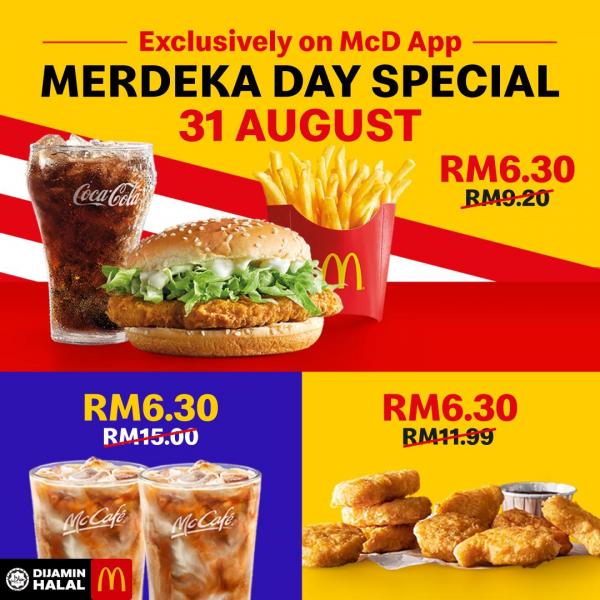 Exclusively on McD App
MERDEKA DAY SPECIAL
31 AUGUST
RM6.30
RM9.20
Coca-Cola
RM6.30
RM15.00
RM6.30
RM11.99
McCafé
McCafé
DIJAMIN
HALAL